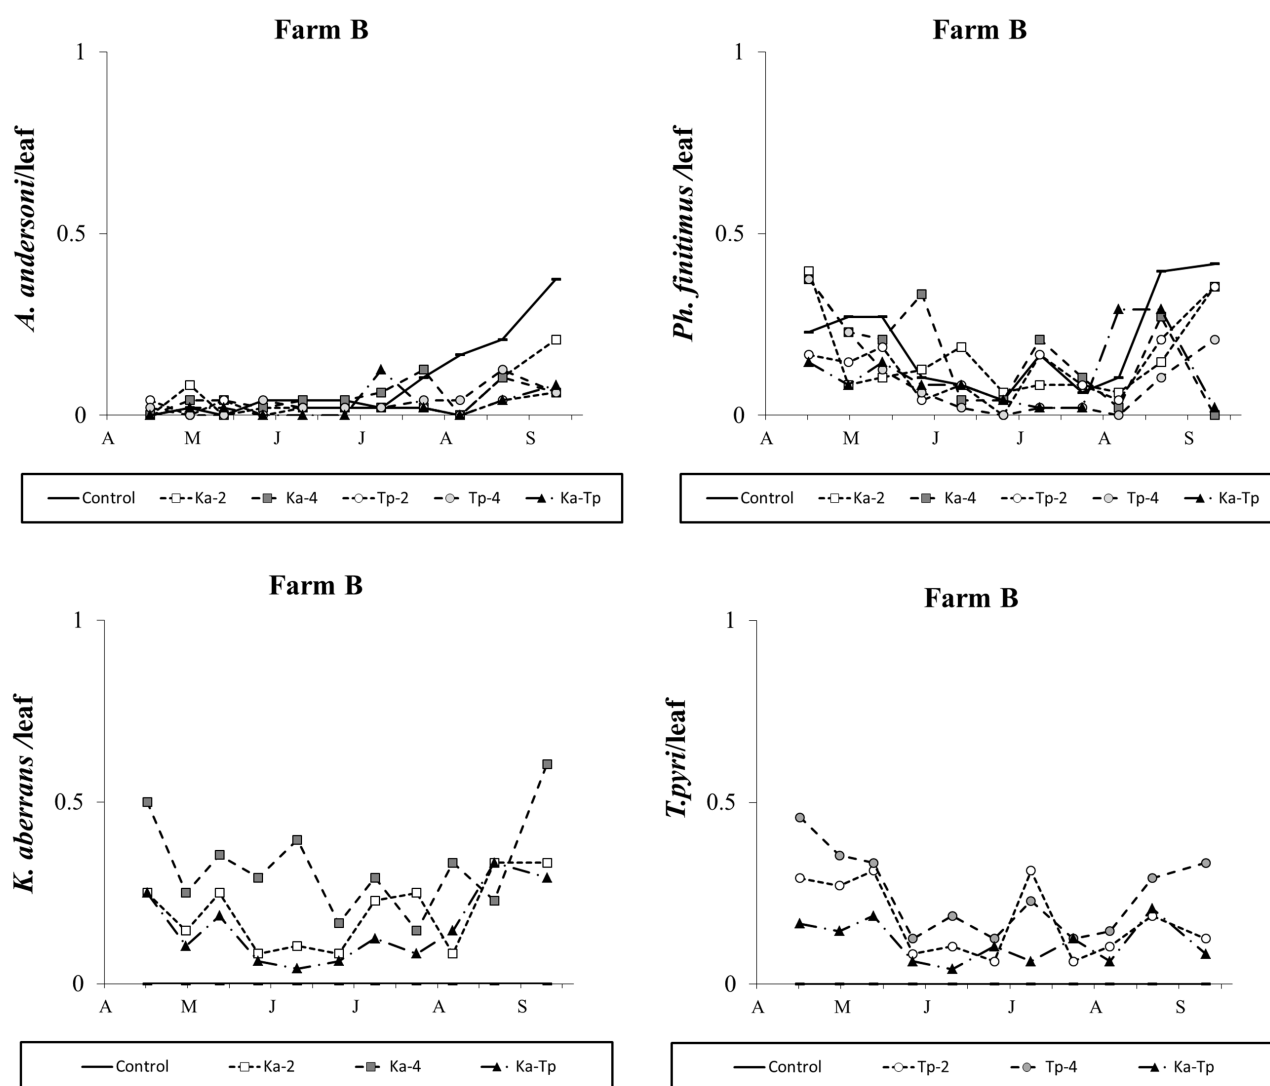 Farm B
1
0.5
0
A. andersoni/leaf
A M J J A S
Control Ka-2 Ka-4 Tp-2 Tp-4 Ka-Tp
Farm B
1
0.5
0
Ph. finitimus /leaf
A M J J A S
Control Ka-2 Ka-4 Tp-2 Tp-4 Ka-Tp
Farm B
1
0.5
0
K. aberrans /leaf
A M J J A S
Control Ka-2 Ka-4 Ka-Tp
Farm B
1
0.5
0
T.pyri/leaf
A M J J A S
Control Tp-2 Tp-4 Ka-Tp